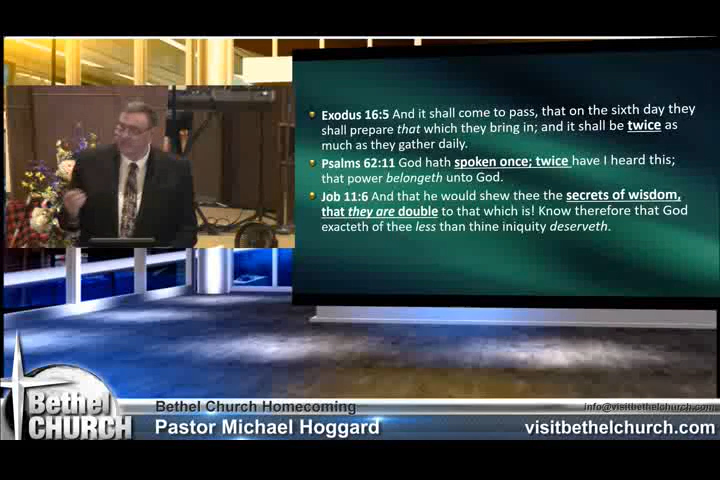 Exodus 16:5 And it shall come to pass, that on the sixth day they
shall prepare that which they bring in; and it shall be twice as
much as they gather daily.
Psalms 62:11 God hath spoken once; twice have I heard this;
that power belongeth unto God.
Job 11:6 And that he would shew thee the secrets of wisdom,
that they are double to that which is! Know therefore that God
exacteth of thee less than thine iniquity deserveth.
Bethel
CHURCH
Bethel Church Homecoming
info@visitbethelchurch.com
Pastor Michael Hoggard
visitbethelchurch.com